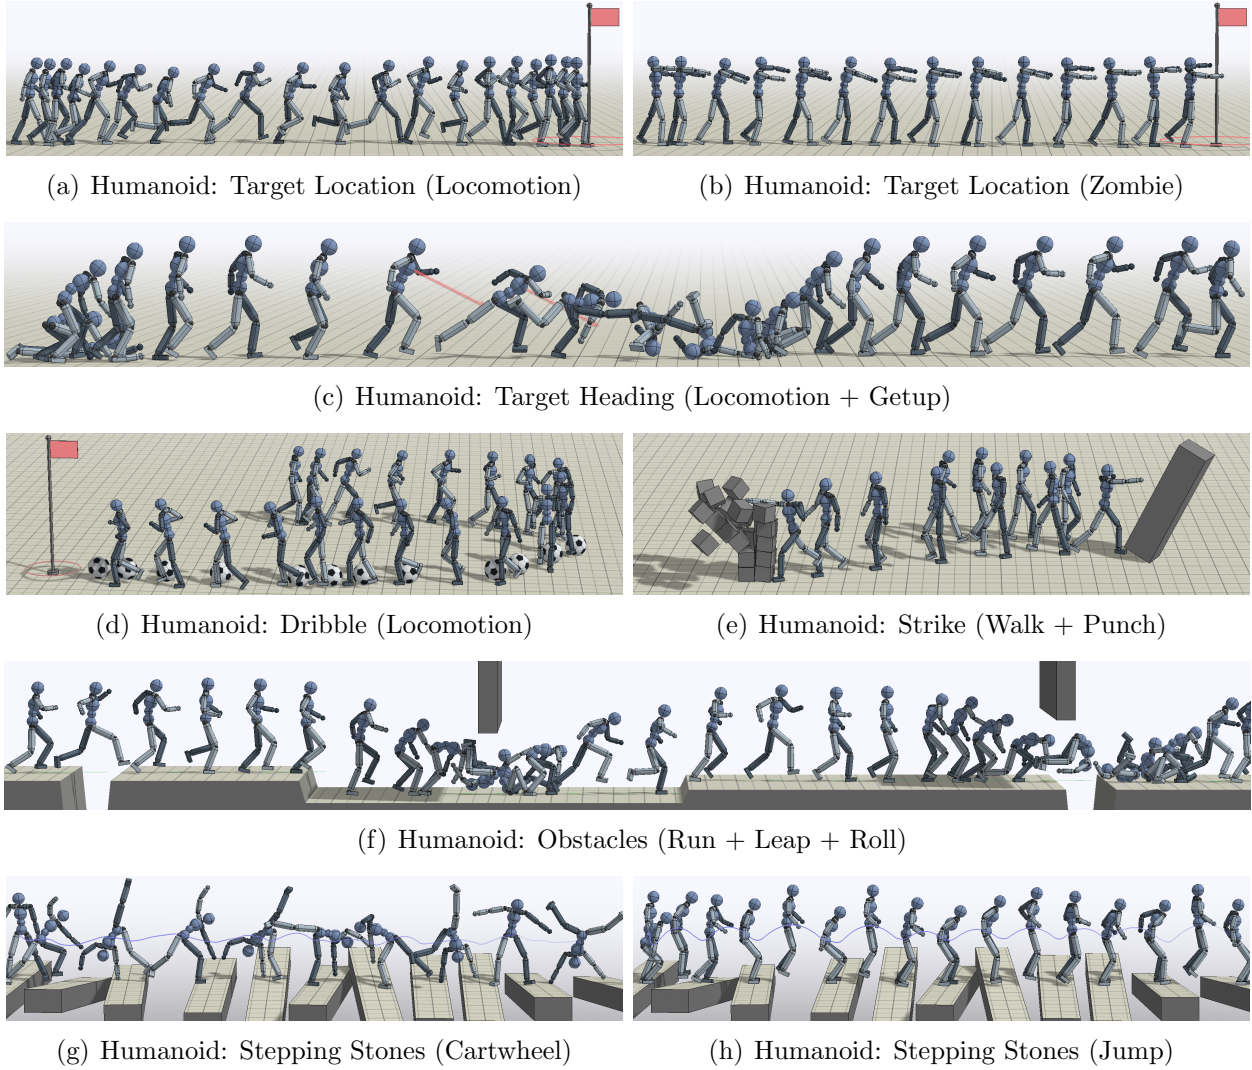 (a) Humanoid: Target Location (Locomotion)
(b) Humanoid: Target Location (Zombie)
(c) Humanoid: Target Heading (Locomotion + Getup)
(d) Humanoid: Dribble (Locomotion)
(e) Humanoid: Strike (Walk + Punch)
(f) Humanoid: Obstacles (Run + Leap + Roll)
(g) Humanoid: Stepping Stones (Cartwheel)
(h) Humanoid: Stepping Stones (Jump)